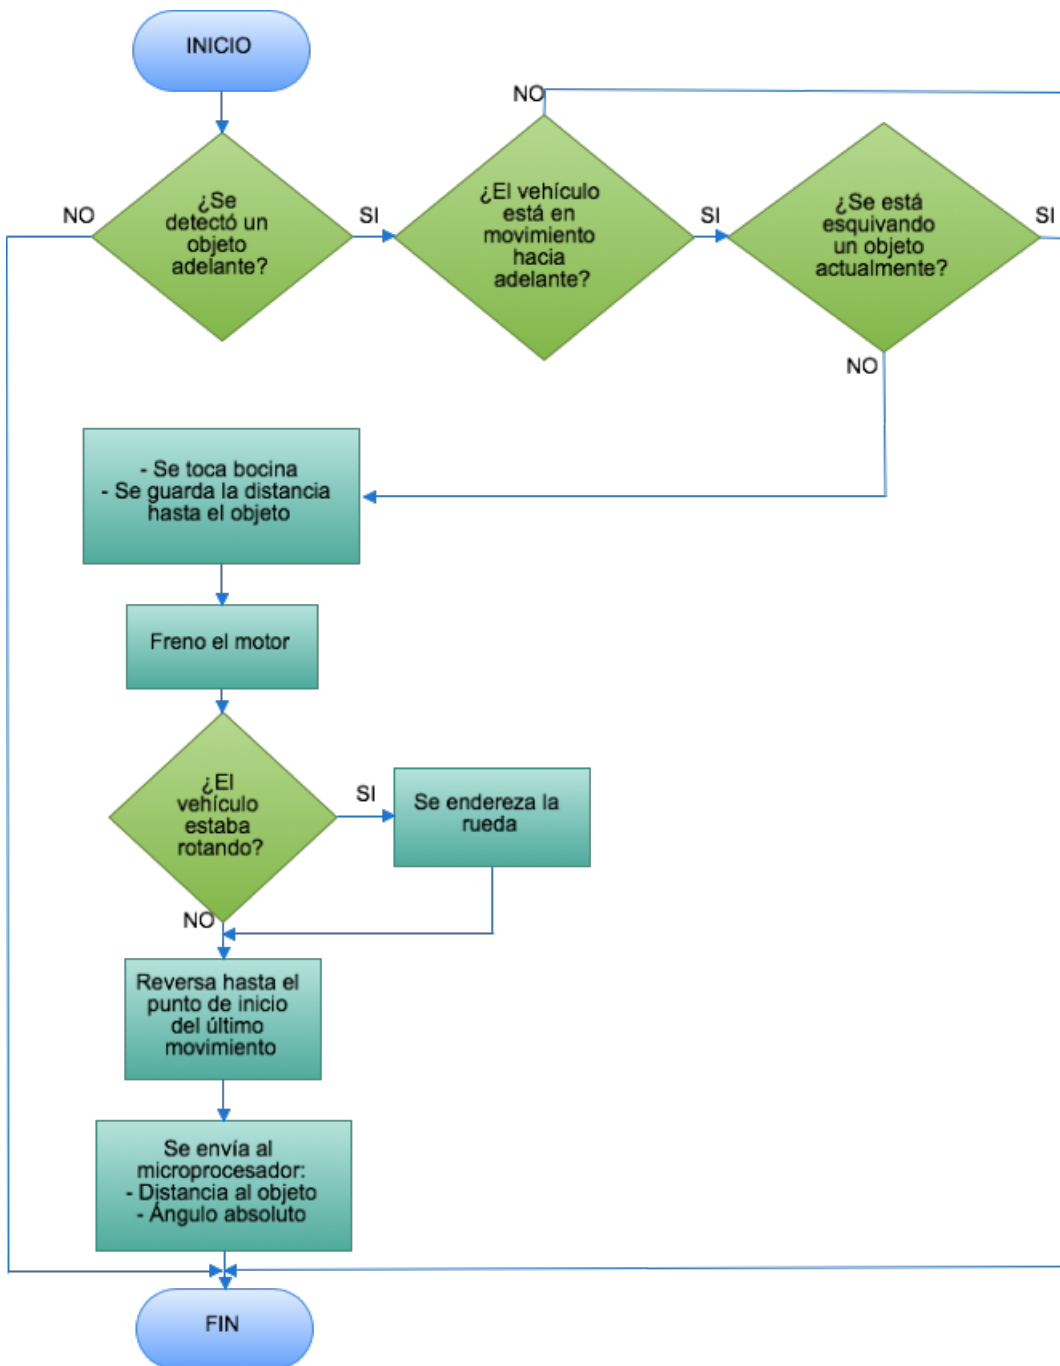 INICIO
NO
¿Se
detectó un
objeto
adelante?
SI
NO
¿El vehículo
está en
movimiento
hacia
adelante?
SI
¿Se está
esquivando
un objeto
actualmente?
SI
NO
- Se toca bocina
- Se guarda la distancia
hasta el objeto
Freno el motor
¿El
vehículo
estaba
rotando?
SI
Se endereza la
rueda
NO
Reversa hasta el
punto de inicio
del último
movimiento
Se envía al
microprocesador:
- Distancia al objeto
- Ángulo absoluto
FIN